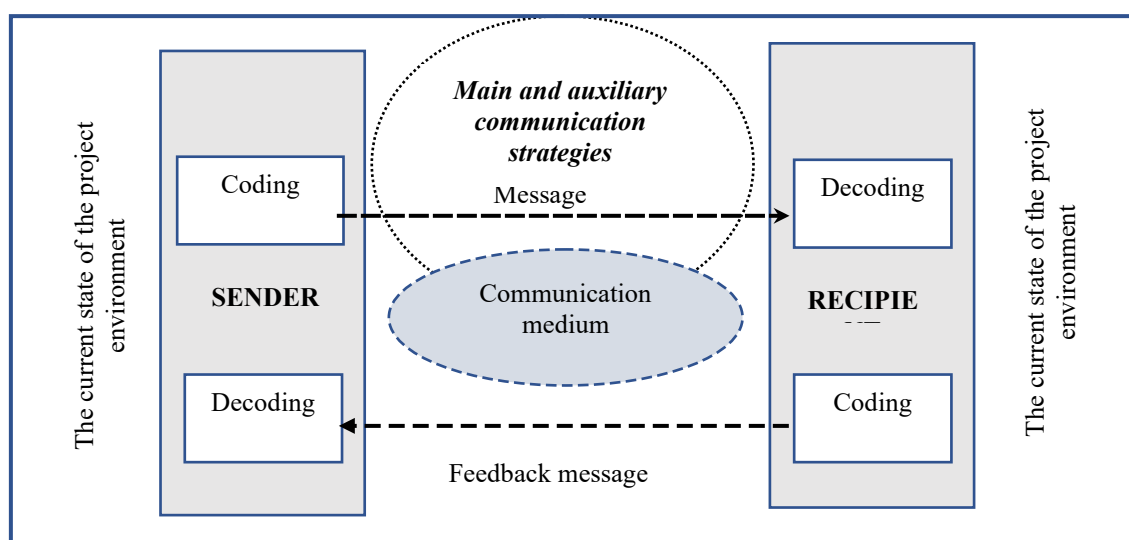 The current state of the project
environment
Main and auxiliary
communication
strategies
Coding
Message
Decoding
SENDER
Communication
medium
RECIPIE
Decoding
Coding
Feedback message
The current state of the project
environment